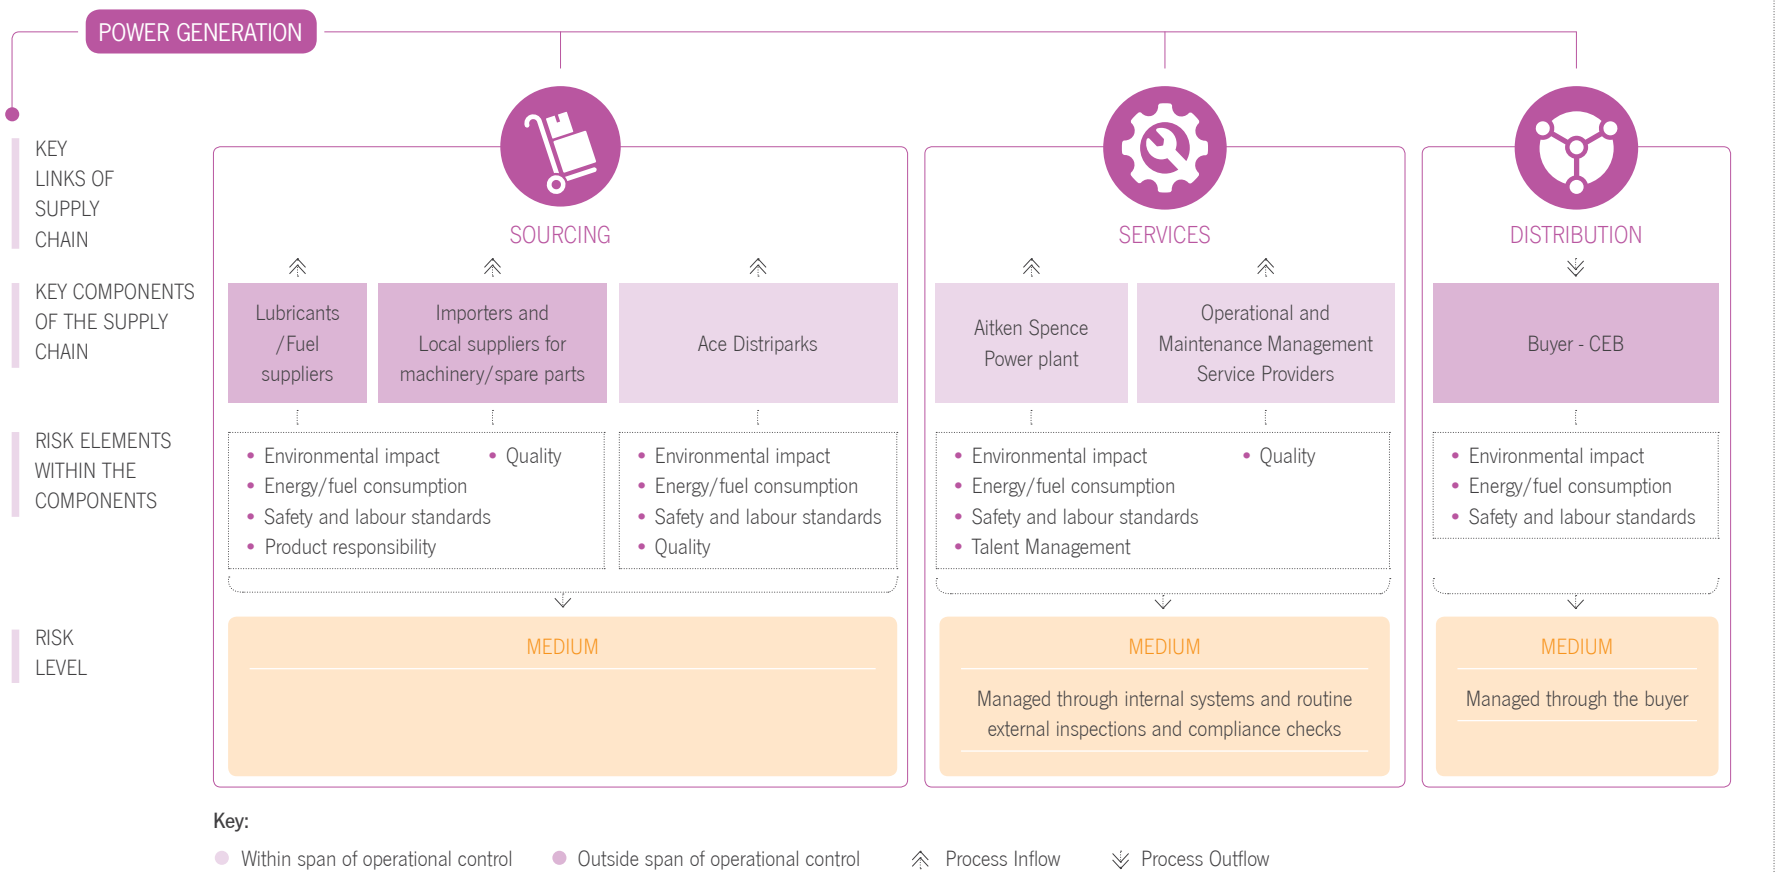 POWER GENERATION
KEY
LINKS OF
SUPPLY
CHAIN
SOURCING
SERVICES
DISTRIBUTION
KEY COMPONENTS
OF THE SUPPLY
CHAIN
Lubricants
/Fuel
suppliers
Importers and
Local suppliers for
machinery/spare parts
Ace Distriparks
Aitken Spence
Power plant
Operational and
Maintenance Management
Service Providers
Buyer - CEB
RISK ELEMENTS
WITHIN THE
COMPONENTS
• Environmental impact
• Energy/fuel consumption
• Safety and labour standards
• Product responsibility
• Quality
• Environmental impact
• Energy/fuel consumption
• Safety and labour standards
• Quality
• Environmental impact
• Energy/fuel consumption
• Safety and labour standards
• Talent Management
• Quality
• Environmental impact
• Energy/fuel consumption
• Safety and labour standards
RISK
LEVEL
MEDIUM
MEDIUM
Managed through internal systems and routine
external inspections and compliance checks
MEDIUM
Managed through the buyer
Key:
Within span of operational control
Outside span of operational control
Process Inflow
Process Outflow